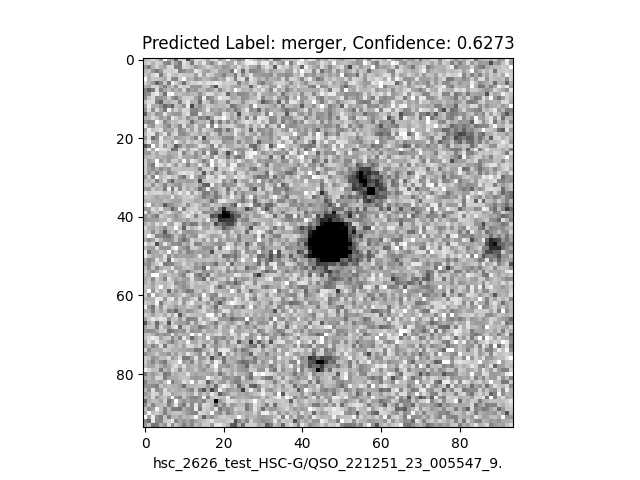 Predicted Label: merger, Confidence: 0.6273
0
20
40
60
80
0 20 40 60 80
hsc_2626_test_HSC-G/QSO_221251_23_005547_9.